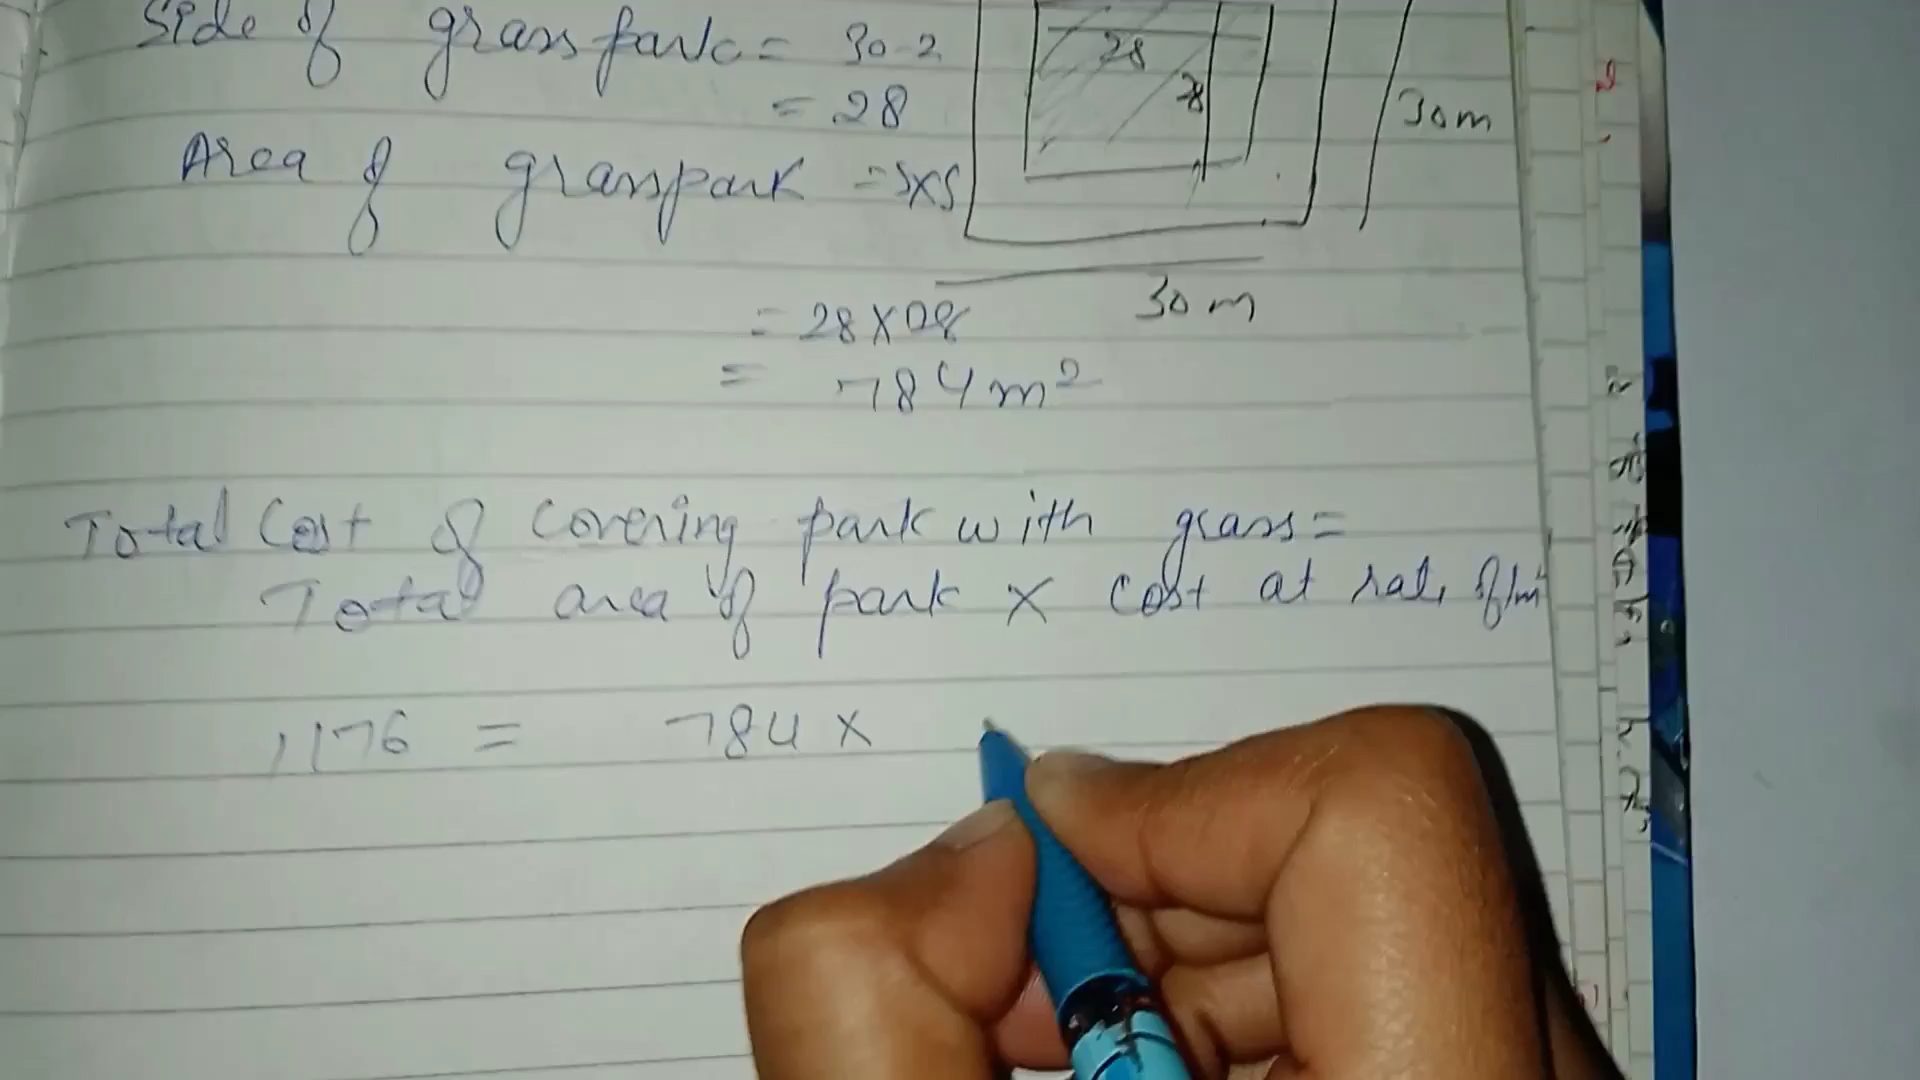 Side of grass park = 30-2
= 28
28
28
30m
Area of grasspark = SXS
30 m
= 28 X 28
= 784 m2
Total Cost of covering park with grass =
Total area of park X cost at rate of 1m2
1176 = 784 X